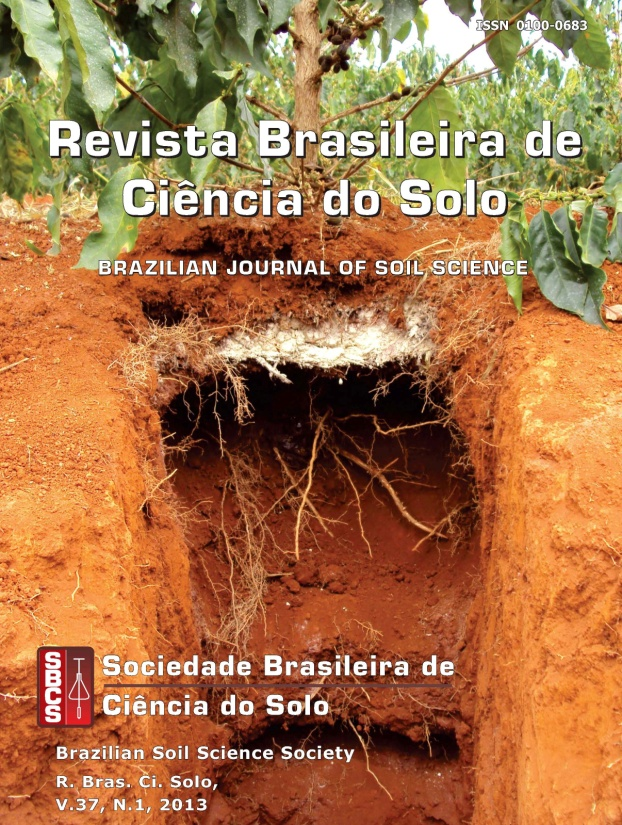 ISSN 0100-0683
Revista Brasileira de
Ciência do Solo
BRAZILIAN JOURNAL OF SOIL SCIENCE
SBCS
Sociedade Brasileira de
Ciência do Solo
Brazilian Soil Science Society
R. Bras. Ci. Solo,
V.37, N.1, 2013